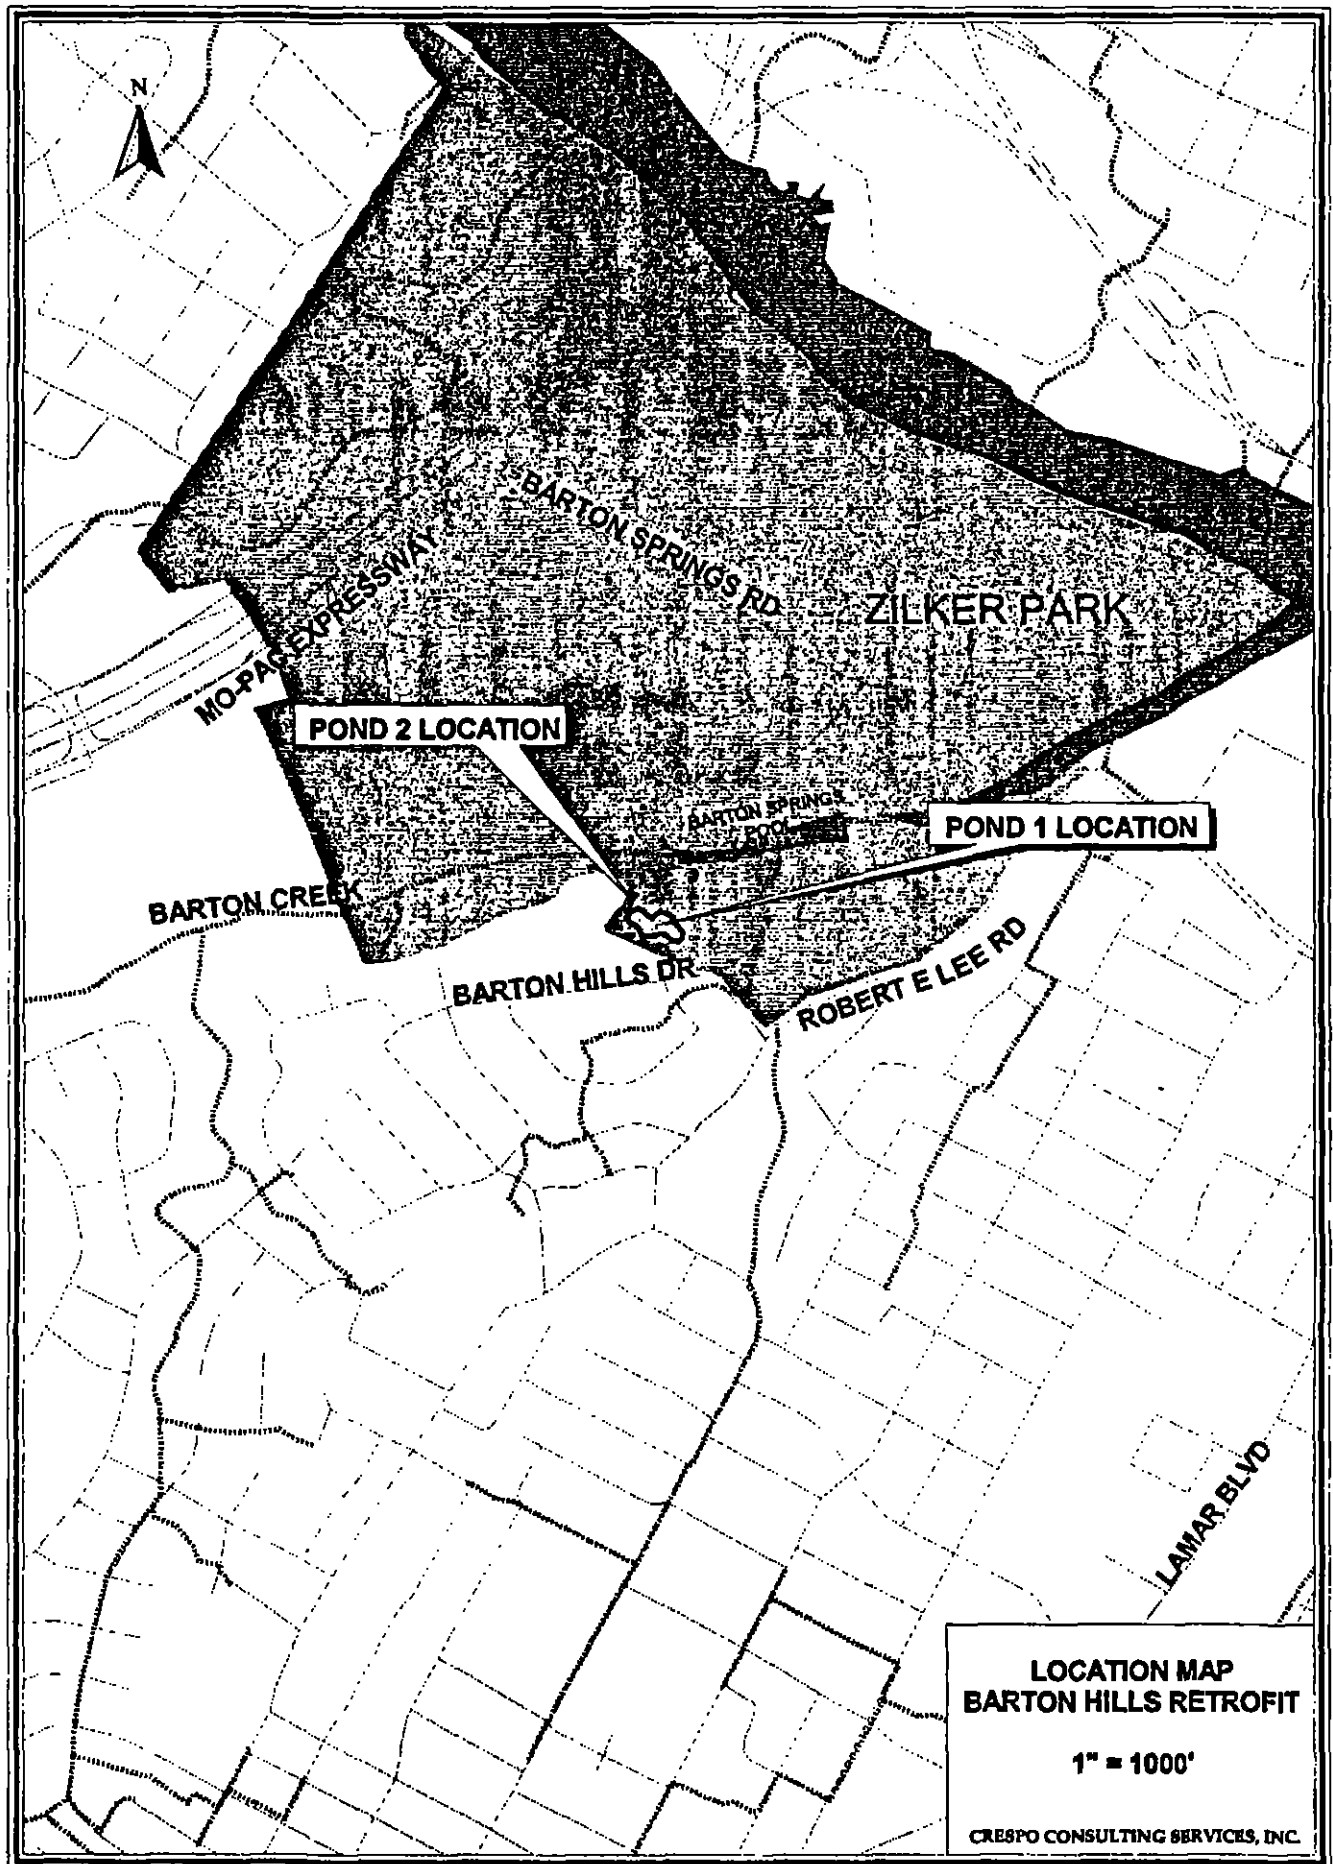 N
BARTON SPRINGS RD
MO-PAC EXPRESSWAY
ZILKER PARK
POND 2 LOCATION
BARTON SPRINGS
POOL
POND 1 LOCATION
BARTON CREEK
BARTON HILLS DR
ROBERT E LEE RD
LAMAR BLVD
LOCATION MAP
BARTON HILLS RETROFIT
1" = 1000'
CRESPO CONSULTING SERVICES, INC.